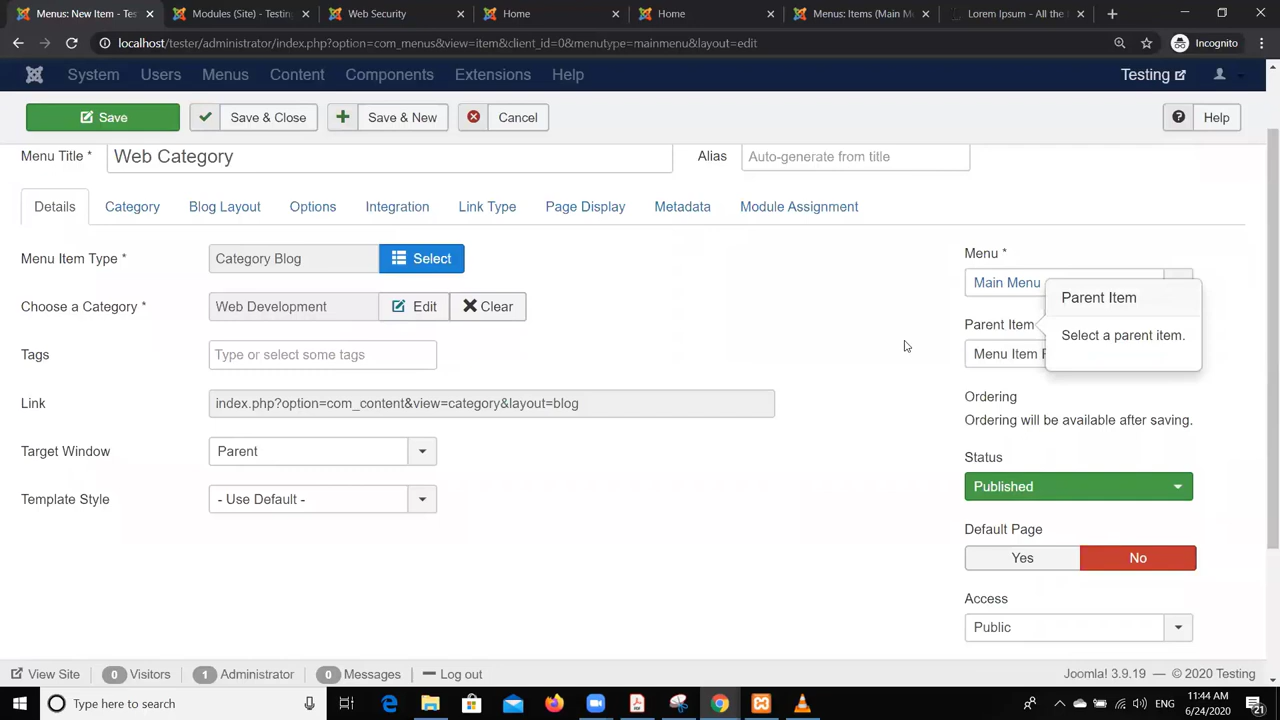 Menus: New Item - Tes
Modules (Site) - Testing
Web Security
Home
Home
Menus: Items (Main M
Lorem Ipsum - All the
localhost/tester/administrator/index.php?option=com_menus&view=item&client_id=0&menutype=mainmenu&layout=edit
Incognito
System
Users
Menus
Content
Components
Extensions
Help
Testing
Save
Save & Close
Save & New
Cancel
Help
Menu Title *
Web Category
Alias
Auto-generate from title
Details
Category
Blog Layout
Options
Integration
Link Type
Page Display
Metadata
Module Assignment
Menu Item Type *
Category Blog
Select
Choose a Category *
Web Development
Edit
Clear
Tags
Type or select some tags
Link
index.php?option=com_content&view=category&layout=blog
Target Window
Parent
Template Style
- Use Default -
Menu *
Main Menu
Parent Item
Menu Item
Parent Item
Select a parent item.
Ordering
Ordering will be available after saving.
Status
Published
Default Page
Yes
No
Access
Public
View Site
0 Visitors
1 Administrator
0 Messages
Log out
Joomla! 3.9.19 — © 2020 Testing
Type here to search
ENG
11:44 AM
6/24/2020
21